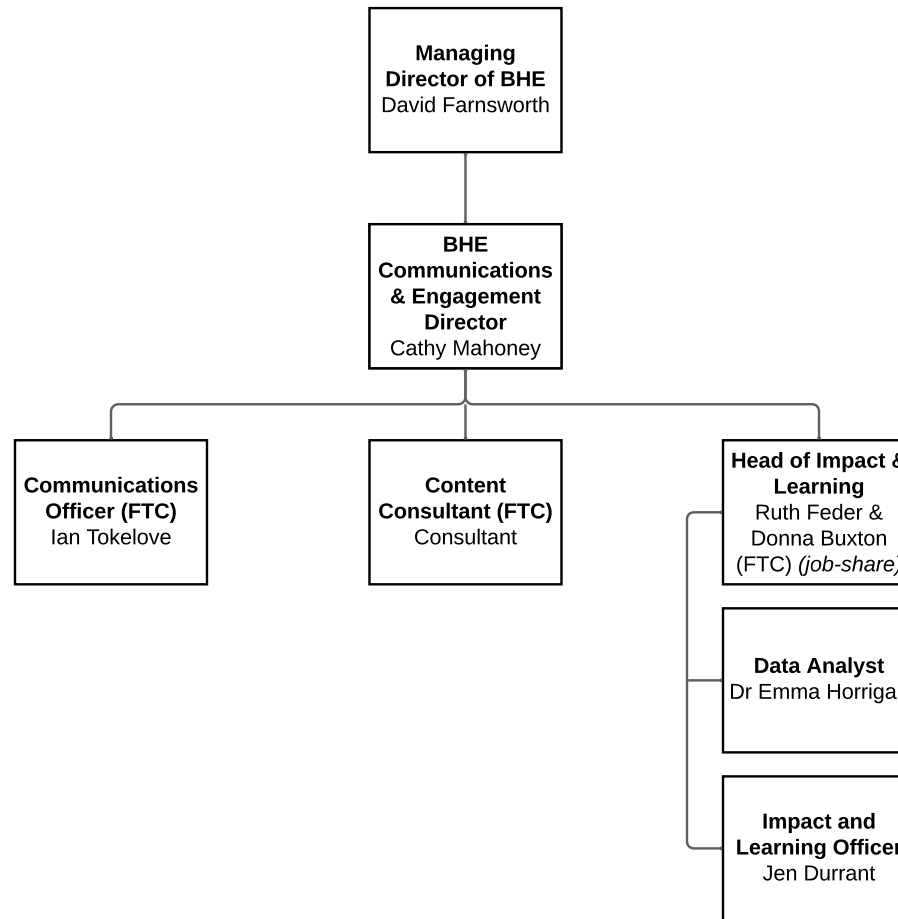 Managing
Director of BHE
David Farnsworth
BHE
Communications
& Engagement
Director
Cathy Mahoney
Communications
Officer (FTC)
Ian Tokelove
Content
Consultant (FTC)
Consultant
Head of Impact &
Learning
Ruth Feder &
Donna Buxton
(FTC) (job-share)
Data Analyst
Dr Emma Horriga
Impact and
Learning Officer
Jen Durrant